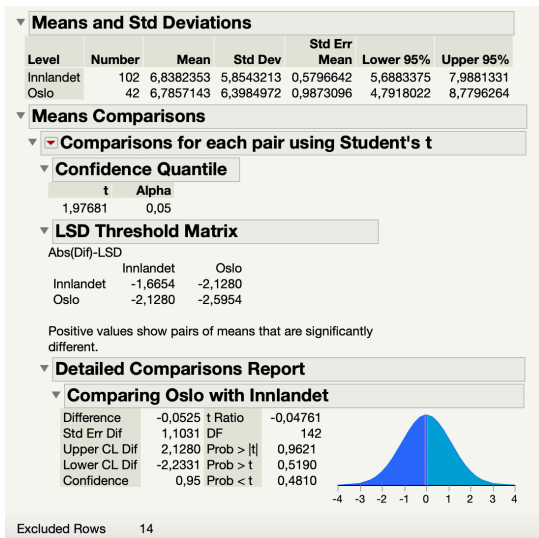 Means and Std Deviations
Std Err
Level Number Mean Std Dev Mean Lower 95% Upper 95%
Innlandet 102 6,8382353 5,8543213 0,5796642 5,6883375 7,9881331
Oslo 42 6,7857143 6,3984972 0,9873096 4,7918022 8,7796264
Means Comparisons
Comparisons for each pair using Student's t
Confidence Quantile
t Alpha
1,97681 0,05
LSD Threshold Matrix
Abs(Dif)-LSD
Innlandet Oslo
Innlandet -1,6654 -2,1280
Oslo -2,1280 -2,5954
Positive values show pairs of means that are significantly
different.
Detailed Comparisons Report
Comparing Oslo with Innlandet
Difference -0,0525 t Ratio -0,04761
Std Err Dif 1,1031 DF 142
Upper CL Dif 2,1280 Prob > |t| 0,9621
Lower CL Dif -2,2331 Prob > t 0,5190
Confidence 0,95 Prob < t 0,4810
-4 -3 -2 -1 0 1 2 3 4
Excluded Rows 14